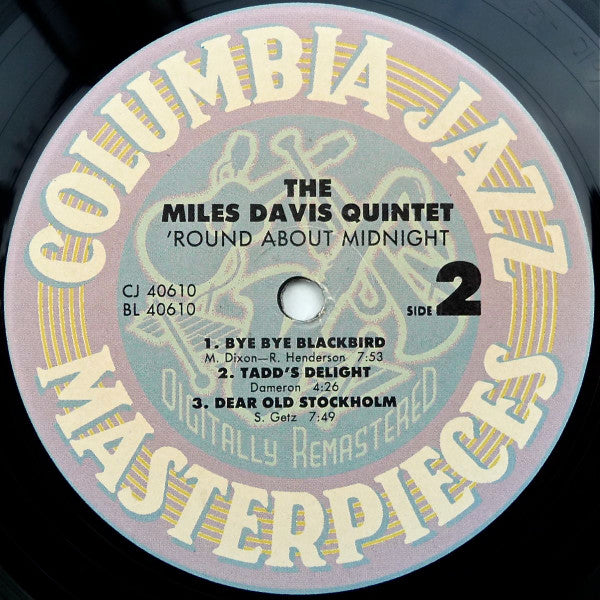 COLUMBIA JAZZ
THE
MILES DAVIS QUINTET
'ROUND ABOUT MIDNIGHT
CJ 40610
BL 40610
SIDE 2
1. BYE BYE BLACKBIRD
M. Dixon—R. Henderson 7:53
2. TADD'S DELIGHT
Dameron 4:26
3. DEAR OLD STOCKHOLM
S. Getz 7:49
DIGITALLY REMASTERED
MASTERPIECES